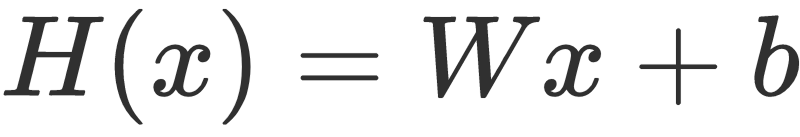 H(x) = Wx + b